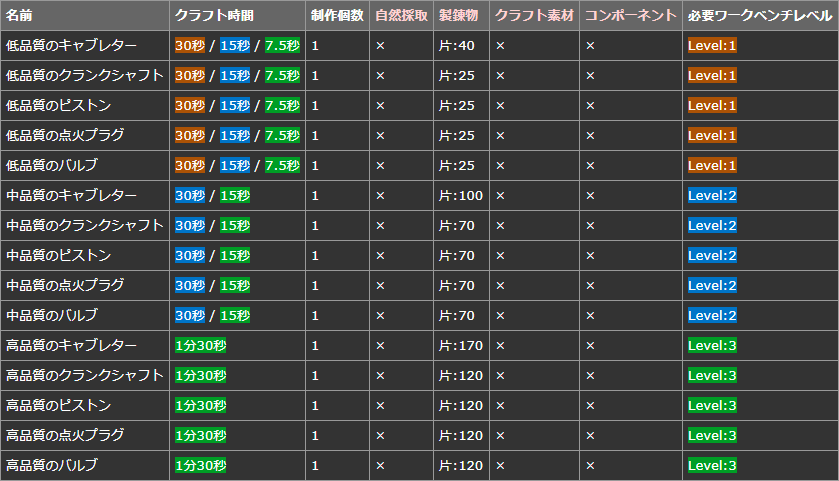 名前 クラフト時間 制作個数 自然採取 製錬物 クラフト素材 コンポーネント 必要ワークベンチレベル
低品質のキャブレター 30秒 / 15秒 / 7.5秒 1 × 片:40 × × Level:1
低品質のクランクシャフト 30秒 / 15秒 / 7.5秒 1 × 片:25 × × Level:1
低品質のピストン 30秒 / 15秒 / 7.5秒 1 × 片:25 × × Level:1
低品質の点火プラグ 30秒 / 15秒 / 7.5秒 1 × 片:25 × × Level:1
低品質のバルブ 30秒 / 15秒 / 7.5秒 1 × 片:25 × × Level:1
中品質のキャブレター 30秒 / 15秒 1 × 片:100 × × Level:2
中品質のクランクシャフト 30秒 / 15秒 1 × 片:70 × × Level:2
中品質のピストン 30秒 / 15秒 1 × 片:70 × × Level:2
中品質の点火プラグ 30秒 / 15秒 1 × 片:70 × × Level:2
中品質のバルブ 30秒 / 15秒 1 × 片:70 × × Level:2
高品質のキャブレター 1分30秒 1 × 片:170 × × Level:3
高品質のクランクシャフト 1分30秒 1 × 片:120 × × Level:3
高品質のピストン 1分30秒 1 × 片:120 × × Level:3
高品質の点火プラグ 1分30秒 1 × 片:120 × × Level:3
高品質のバルブ 1分30秒 1 × 片:120 × × Level:3